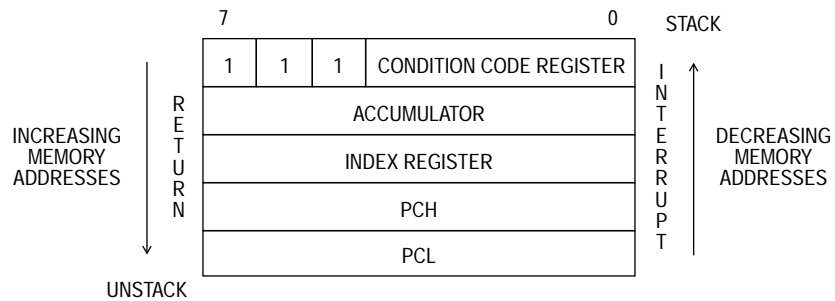 7 0
STACK
1 1 1 CONDITION CODE REGISTER
ACCUMULATOR
INDEX REGISTER
PCH
PCL
INCREASING
MEMORY
ADDRESSES
RETURN
UNSTACK
INTERRUPT
DECREASING
MEMORY
ADDRESSES